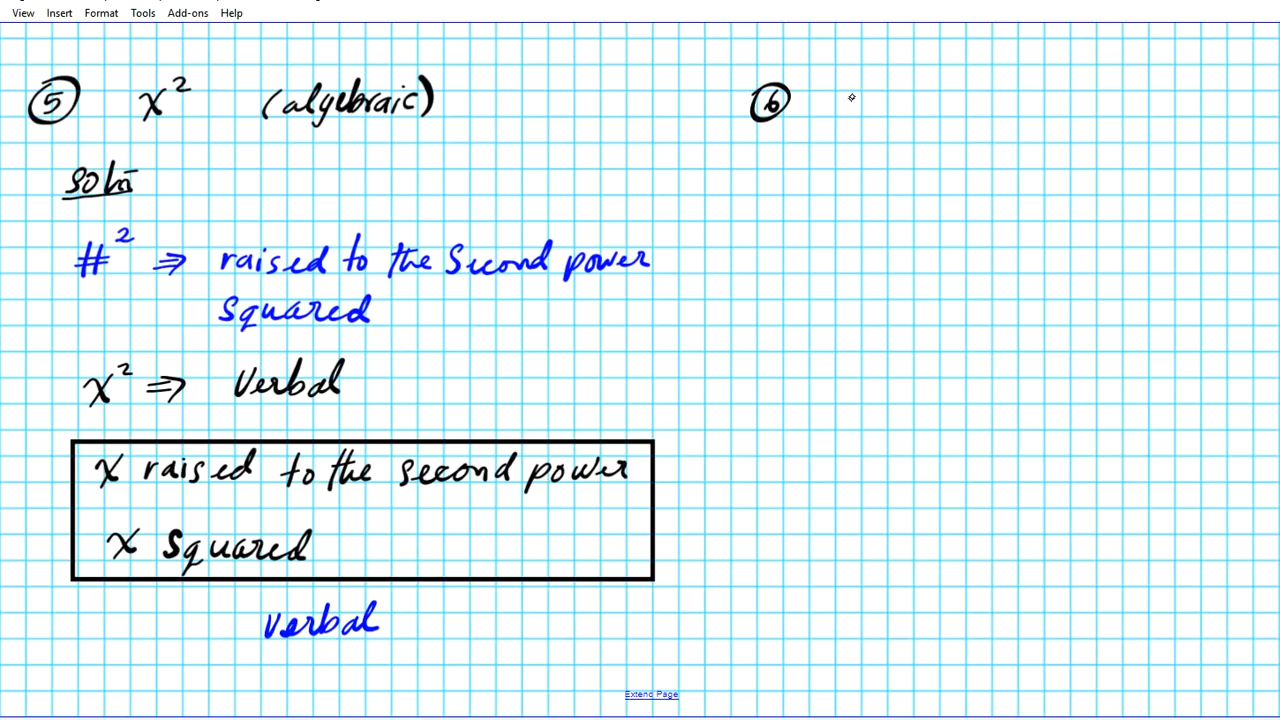 View Insert Format Tools Add-ons Help
⑤ x² (algebraic)
soln
#² ⇒ raised to the Second power
Squared
x² ⇒ Verbal
x raised to the second power
x Squared
Verbal
Extend Page
⑥